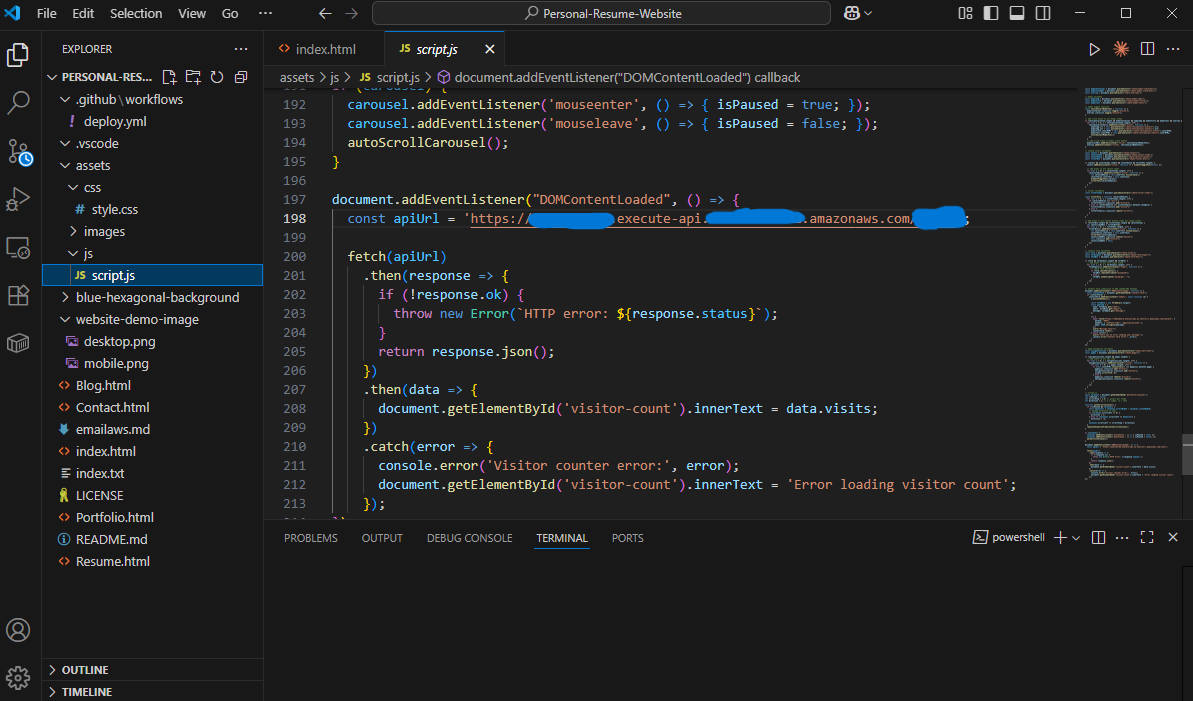 File Edit Selection View Go ··· Personal-Resume-Website
EXPLORER ···
PERSONAL-RES...
.github\workflows
! deploy.yml
.vscode
assets
css
# style.css
images
js
JS script.js
blue-hexagonal-background
website-demo-image
desktop.png
mobile.png
<> Blog.html
<> Contact.html
emailaws.md
<> index.html
index.txt
LICENSE
<> Portfolio.html
README.md
<> Resume.html
OUTLINE
TIMELINE
<> index.html JS script.js
assets > js > JS script.js > document.addEventListener("DOMContentLoaded") callback
192 carousel.addEventListener('mouseenter', () => { isPaused = true; });
193 carousel.addEventListener('mouseleave', () => { isPaused = false; });
194 autoScrollCarousel();
195 }
196
197 document.addEventListener("DOMContentLoaded", () => {
198 const apiUrl = 'https:// execute-api. .amazonaws.com/ ;
199
200 fetch(apiUrl)
201 .then(response => {
202 if (!response.ok) {
203 throw new Error(`HTTP error: ${response.status}`);
204 }
205 return response.json();
206 })
207 .then(data => {
208 document.getElementById('visitor-count').innerText = data.visits;
209 })
210 .catch(error => {
211 console.error('Visitor counter error:', error);
212 document.getElementById('visitor-count').innerText = 'Error loading visitor count';
213 });
PROBLEMS OUTPUT DEBUG CONSOLE TERMINAL PORTS powershell